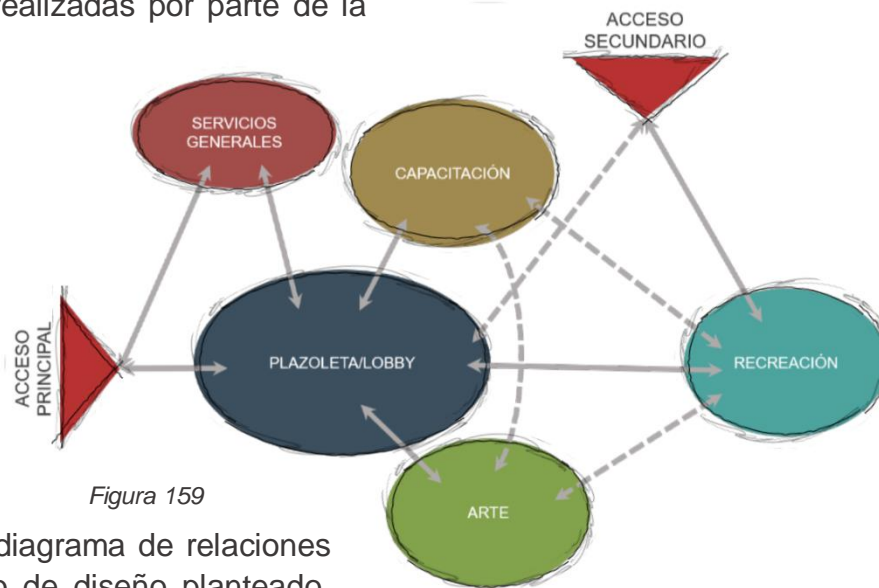 realizadas por parte de la
ACCESO
SECUNDARIO
SERVICIOS
GENERALES
CAPACITACIÓN
ACCESO
PRINCIPAL
PLAZOLETA/LOBBY
RECREACIÓN
ARTE
Figura 159
diagrama de relaciones
de diseño planteado